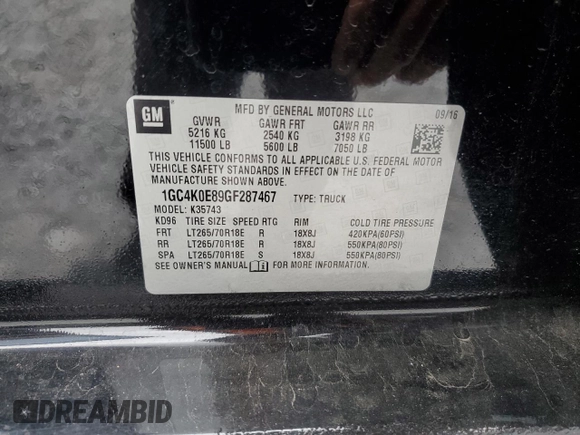 GM
MFD BY GENERAL MOTORS LLC 09/16
GVWR GAWR FRT GAWR RR
5216 KG 2540 KG 3198 KG
11500 LB 5600 LB 7050 LB
THIS VEHICLE CONFORMS TO ALL APPLICABLE U.S. FEDERAL MOTOR
VEHICLE SAFETY STANDARDS IN EFFECT ON THE DATE OF
MANUFACTURE SHOWN ABOVE.
1GC4K0E89GF287467 TYPE: TRUCK
MODEL: K35743
KD96 TIRE SIZE SPEED RTG RIM COLD TIRE PRESSURE
FRT LT265/70R18E R 18X8J 420KPA(60PSI)
RR LT265/70R18E R 18X8J 550KPA(80PSI)
SPA LT265/70R18E S 18X8J 550KPA(80PSI)
SEE OWNER'S MANUAL FOR MORE INFORMATION
DREAMBID